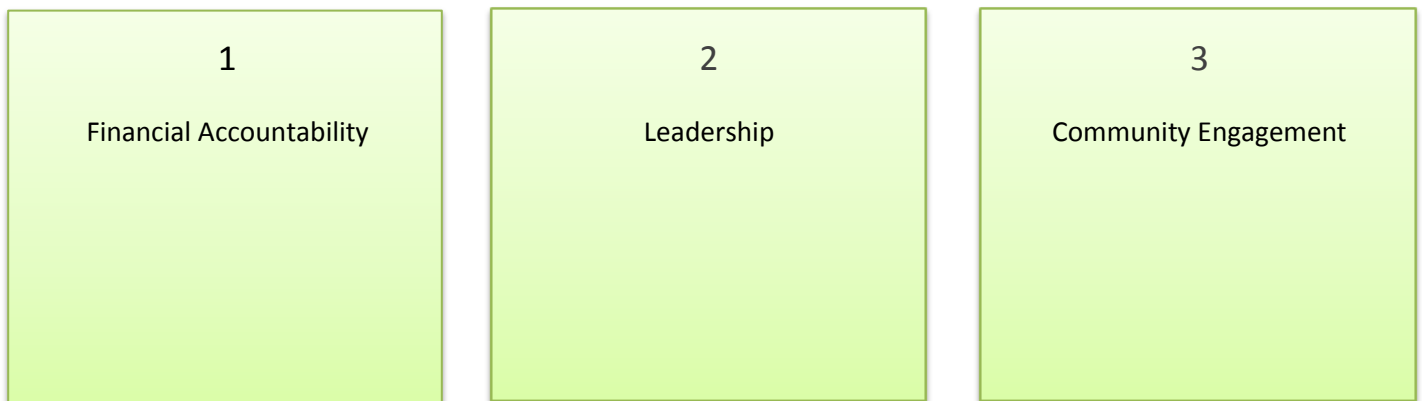 1
Financial Accountability
2
Leadership
3
Community Engagement